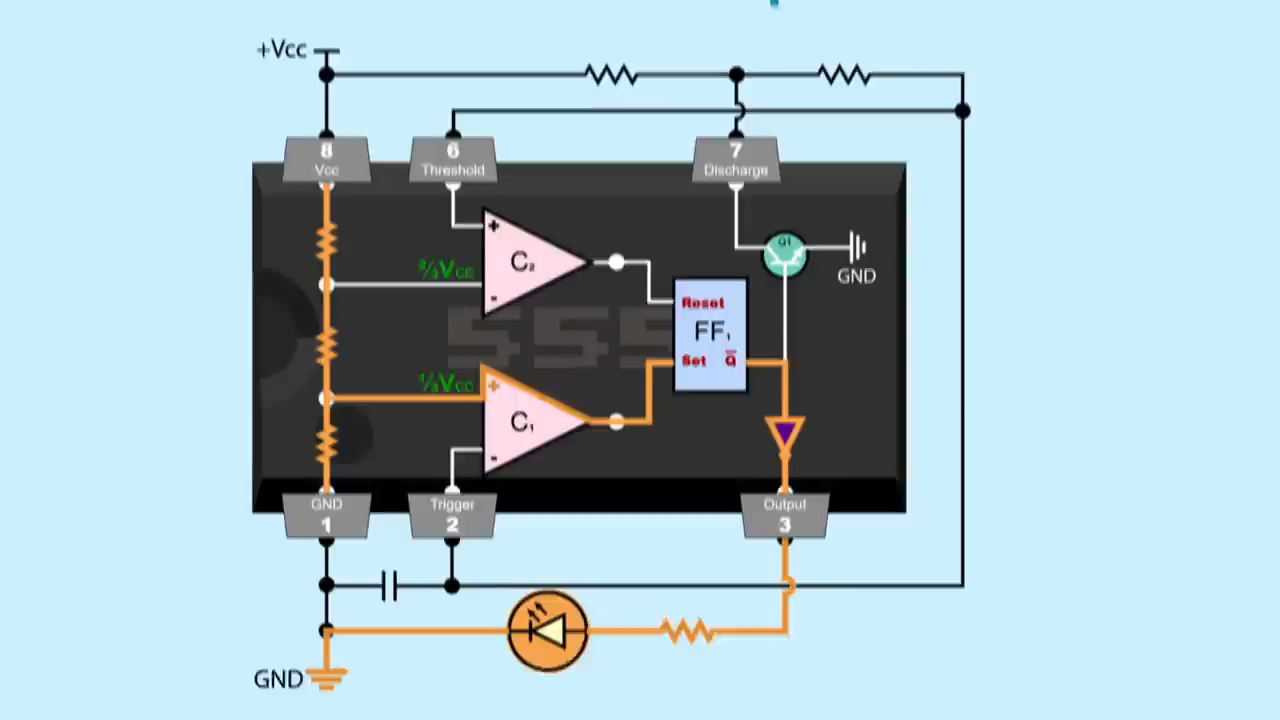 +Vcc
8
Vcc
6
Threshold
7
Discharge
+
C₂
-
⅔Vcc
Q1
GND
Reset
FF₁
Set Q̅
555
⅓Vcc
+
C₁
-
GND
1
Trigger
2
Output
3
GND